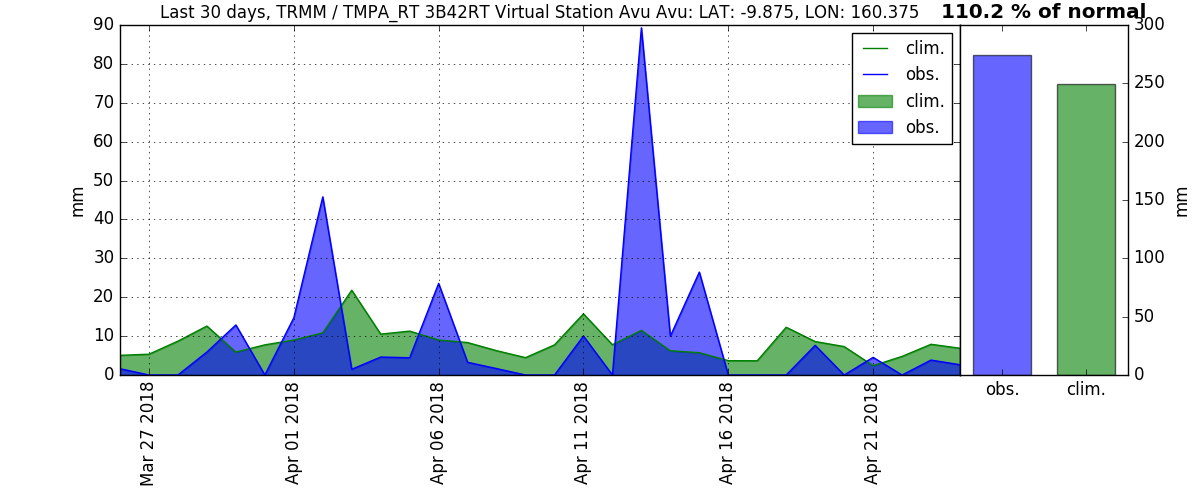 Last 30 days, TRMM / TMPA_RT 3B42RT Virtual Station Avu Avu: LAT: -9.875, LON: 160.375
110.2 % of normal
90
80
70
60
50
40
30
20
10
0
mm
clim.
obs.
clim.
obs.
300
250
200
150
100
50
0
mm
obs.
clim.
Mar 27 2018
Apr 01 2018
Apr 06 2018
Apr 11 2018
Apr 16 2018
Apr 21 2018